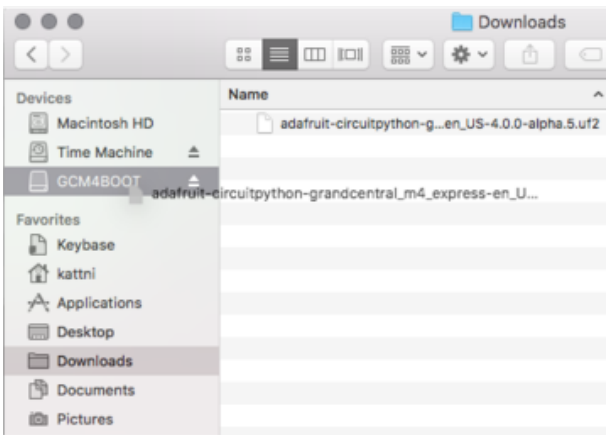 Downloads
Devices
Macintosh HD
Time Machine
GCM4BOOT
Favorites
Keybase
kattni
Applications
Desktop
Downloads
Documents
Pictures
Name
adafruit-circuitpython-g...en_US-4.0.0-alpha.5.uf2
adafruit-circuitpython-grandcentral_m4_express-en_U...